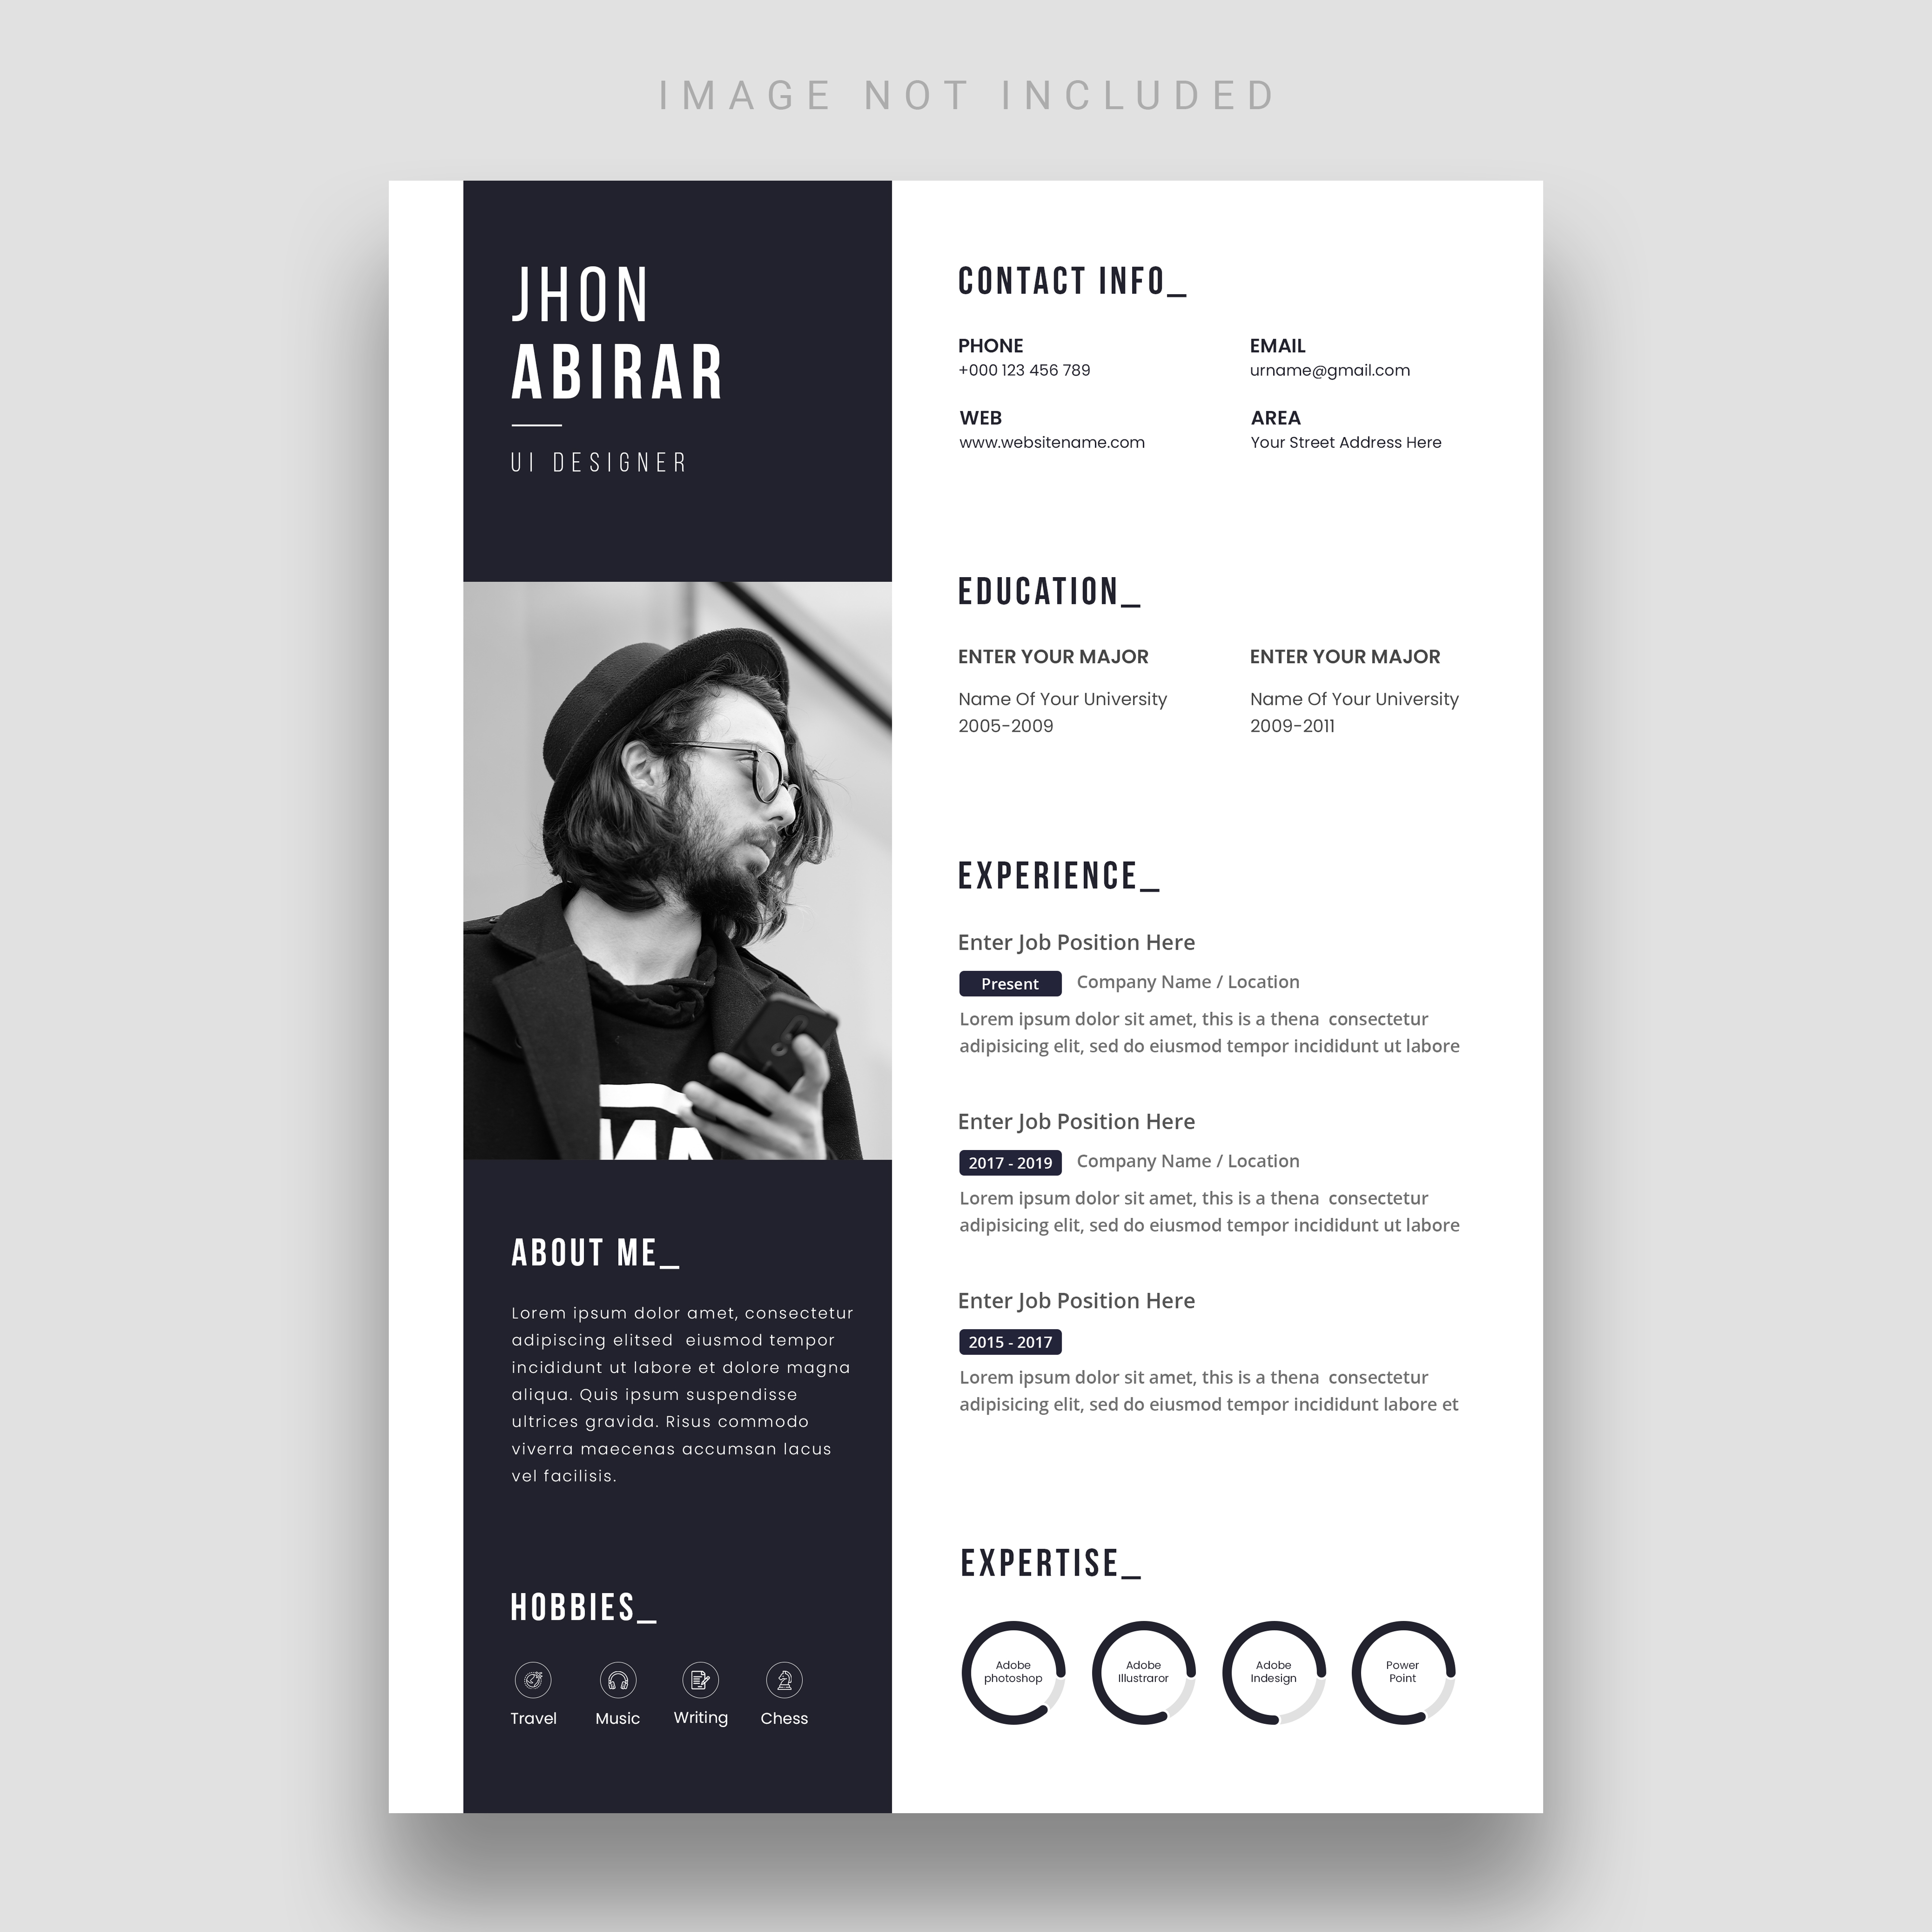 IMAGE NOT INCLUDED
JHON
ABIRAR
UI DESIGNER
ABOUT ME_
Lorem ipsum dolor amet, consectetur
adipiscing elitsed  eiusmod tempor
incididunt ut labore et dolore magna
aliqua. Quis ipsum suspendisse
ultrices gravida. Risus commodo
viverra maecenas accumsan lacus
vel facilisis.
HOBBIES_
Travel
Music
Writing
Chess
CONTACT INFO_
PHONE
+000 123 456 789
EMAIL
urname@gmail.com
WEB
www.websitename.com
AREA
Your Street Address Here
EDUCATION_
ENTER YOUR MAJOR
Name Of Your University
2005-2009
ENTER YOUR MAJOR
Name Of Your University
2009-2011
EXPERIENCE_
Enter Job Position Here
Present
Company Name / Location
Lorem ipsum dolor sit amet, this is a thena  consectetur
adipisicing elit, sed do eiusmod tempor incididunt ut labore
Enter Job Position Here
2017 - 2019
Company Name / Location
Lorem ipsum dolor sit amet, this is a thena  consectetur
adipisicing elit, sed do eiusmod tempor incididunt ut labore
Enter Job Position Here
2015 - 2017
Lorem ipsum dolor sit amet, this is a thena  consectetur
adipisicing elit, sed do eiusmod tempor incididunt labore et
EXPERTISE_
Adobe
photoshop
Adobe
Illustraror
Adobe
Indesign
Power
Point